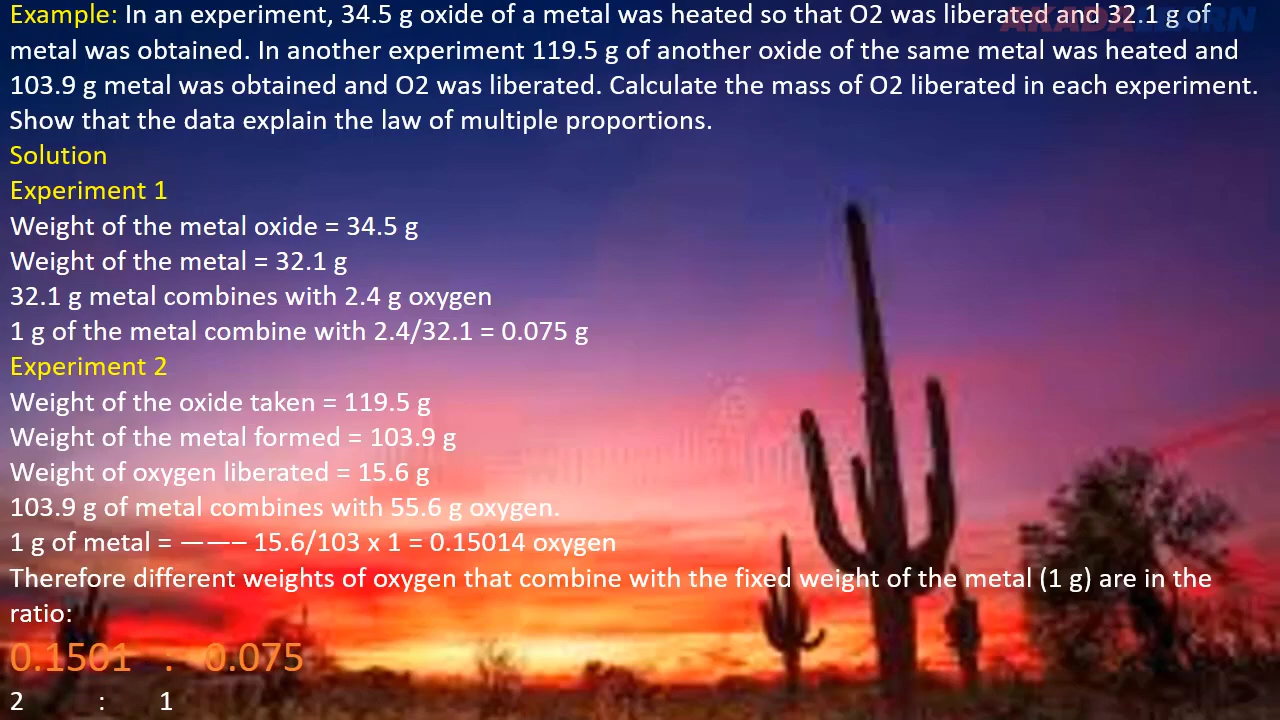 AKADALEARN
Example: In an experiment, 34.5 g oxide of a metal was heated so that O2 was liberated and 32.1 g of
metal was obtained. In another experiment 119.5 g of another oxide of the same metal was heated and
103.9 g metal was obtained and O2 was liberated. Calculate the mass of O2 liberated in each experiment.
Show that the data explain the law of multiple proportions.
Solution
Experiment 1
Weight of the metal oxide = 34.5 g
Weight of the metal = 32.1 g
32.1 g metal combines with 2.4 g oxygen
1 g of the metal combine with 2.4/32.1 = 0.075 g
Experiment 2
Weight of the oxide taken = 119.5 g
Weight of the metal formed = 103.9 g
Weight of oxygen liberated = 15.6 g
103.9 g of metal combines with 55.6 g oxygen.
1 g of metal = ——– 15.6/103 x 1 = 0.15014 oxygen
Therefore different weights of oxygen that combine with the fixed weight of the metal (1 g) are in the
ratio:
0.1501 : 0.075
2 : 1